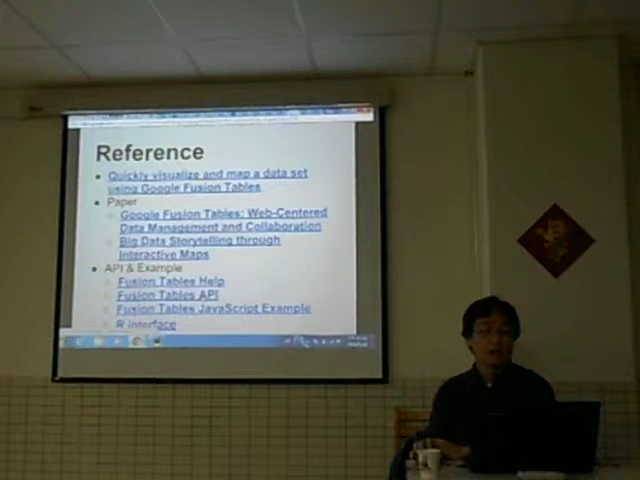 Reference
Quickly visualize and map a data set
using Google Fusion Tables
Paper
Google Fusion Tables: Web-Centered
Data Management and Collaboration
Big Data Storytelling through
Interactive Maps
API & Example
Fusion Tables Help
Fusion Tables API
Fusion Tables JavaScript Example
R interface